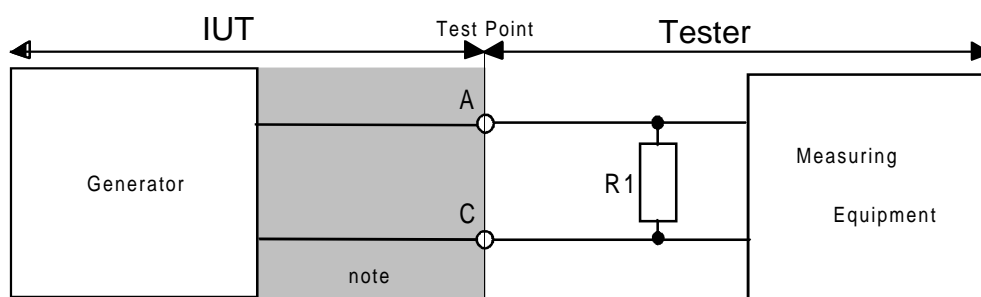 IUT
Test Point
Tester
A
Generator
R1
Measuring
Equipment
C
note